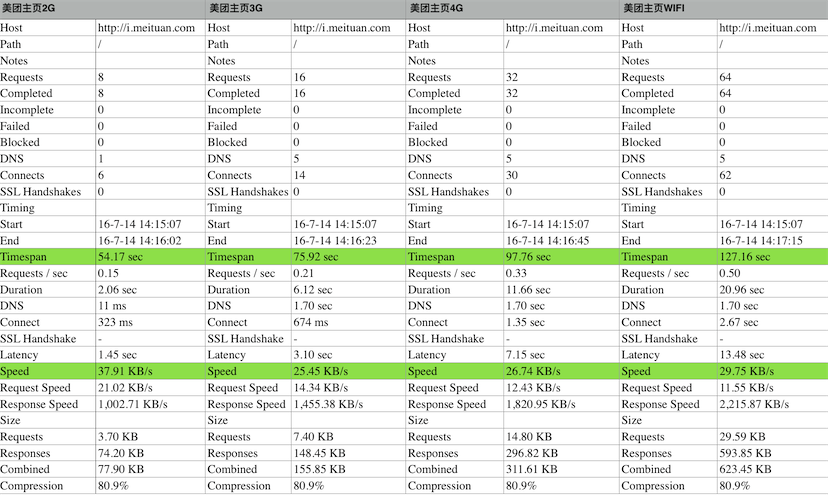 美团主页2G 美团主页3G 美团主页4G 美团主页WIFI
Host http://i.meituan.com Host http://i.meituan.com Host http://i.meituan.com Host http://i.meituan.com
Path / Path / Path / Path /
Notes Notes Notes Notes
Requests 8 Requests 16 Requests 32 Requests 64
Completed 8 Completed 16 Completed 32 Completed 64
Incomplete 0 Incomplete 0 Incomplete 0 Incomplete 0
Failed 0 Failed 0 Failed 0 Failed 0
Blocked 0 Blocked 0 Blocked 0 Blocked 0
DNS 1 DNS 5 DNS 5 DNS 5
Connects 6 Connects 14 Connects 30 Connects 62
SSL Handshakes 0 SSL Handshakes 0 SSL Handshakes 0 SSL Handshakes 0
Timing Timing Timing Timing
Start 16-7-14 14:15:07 Start 16-7-14 14:15:07 Start 16-7-14 14:15:07 Start 16-7-14 14:15:07
End 16-7-14 14:16:02 End 16-7-14 14:16:23 End 16-7-14 14:16:45 End 16-7-14 14:17:15
Timespan 54.17 sec Timespan 75.92 sec Timespan 97.76 sec Timespan 127.16 sec
Requests / sec 0.15 Requests / sec 0.21 Requests / sec 0.33 Requests / sec 0.50
Duration 2.06 sec Duration 6.12 sec Duration 11.66 sec Duration 20.96 sec
DNS 11 ms DNS 1.70 sec DNS 1.70 sec DNS 1.70 sec
Connect 323 ms Connect 674 ms Connect 1.35 sec Connect 2.67 sec
SSL Handshake - SSL Handshake - SSL Handshake - SSL Handshake -
Latency 1.45 sec Latency 3.10 sec Latency 7.15 sec Latency 13.48 sec
Speed 37.91 KB/s Speed 25.45 KB/s Speed 26.74 KB/s Speed 29.75 KB/s
Request Speed 21.02 KB/s Request Speed 14.34 KB/s Request Speed 12.43 KB/s Request Speed 11.55 KB/s
Response Speed 1,002.71 KB/s Response Speed 1,455.38 KB/s Response Speed 1,820.95 KB/s Response Speed 2,215.87 KB/s
Size Size Size Size
Requests 3.70 KB Requests 7.40 KB Requests 14.80 KB Requests 29.59 KB
Responses 74.20 KB Responses 148.45 KB Responses 296.82 KB Responses 593.85 KB
Combined 77.90 KB Combined 155.85 KB Combined 311.61 KB Combined 623.45 KB
Compression 80.9% Compression 80.9% Compression 80.9% Compression 80.9%